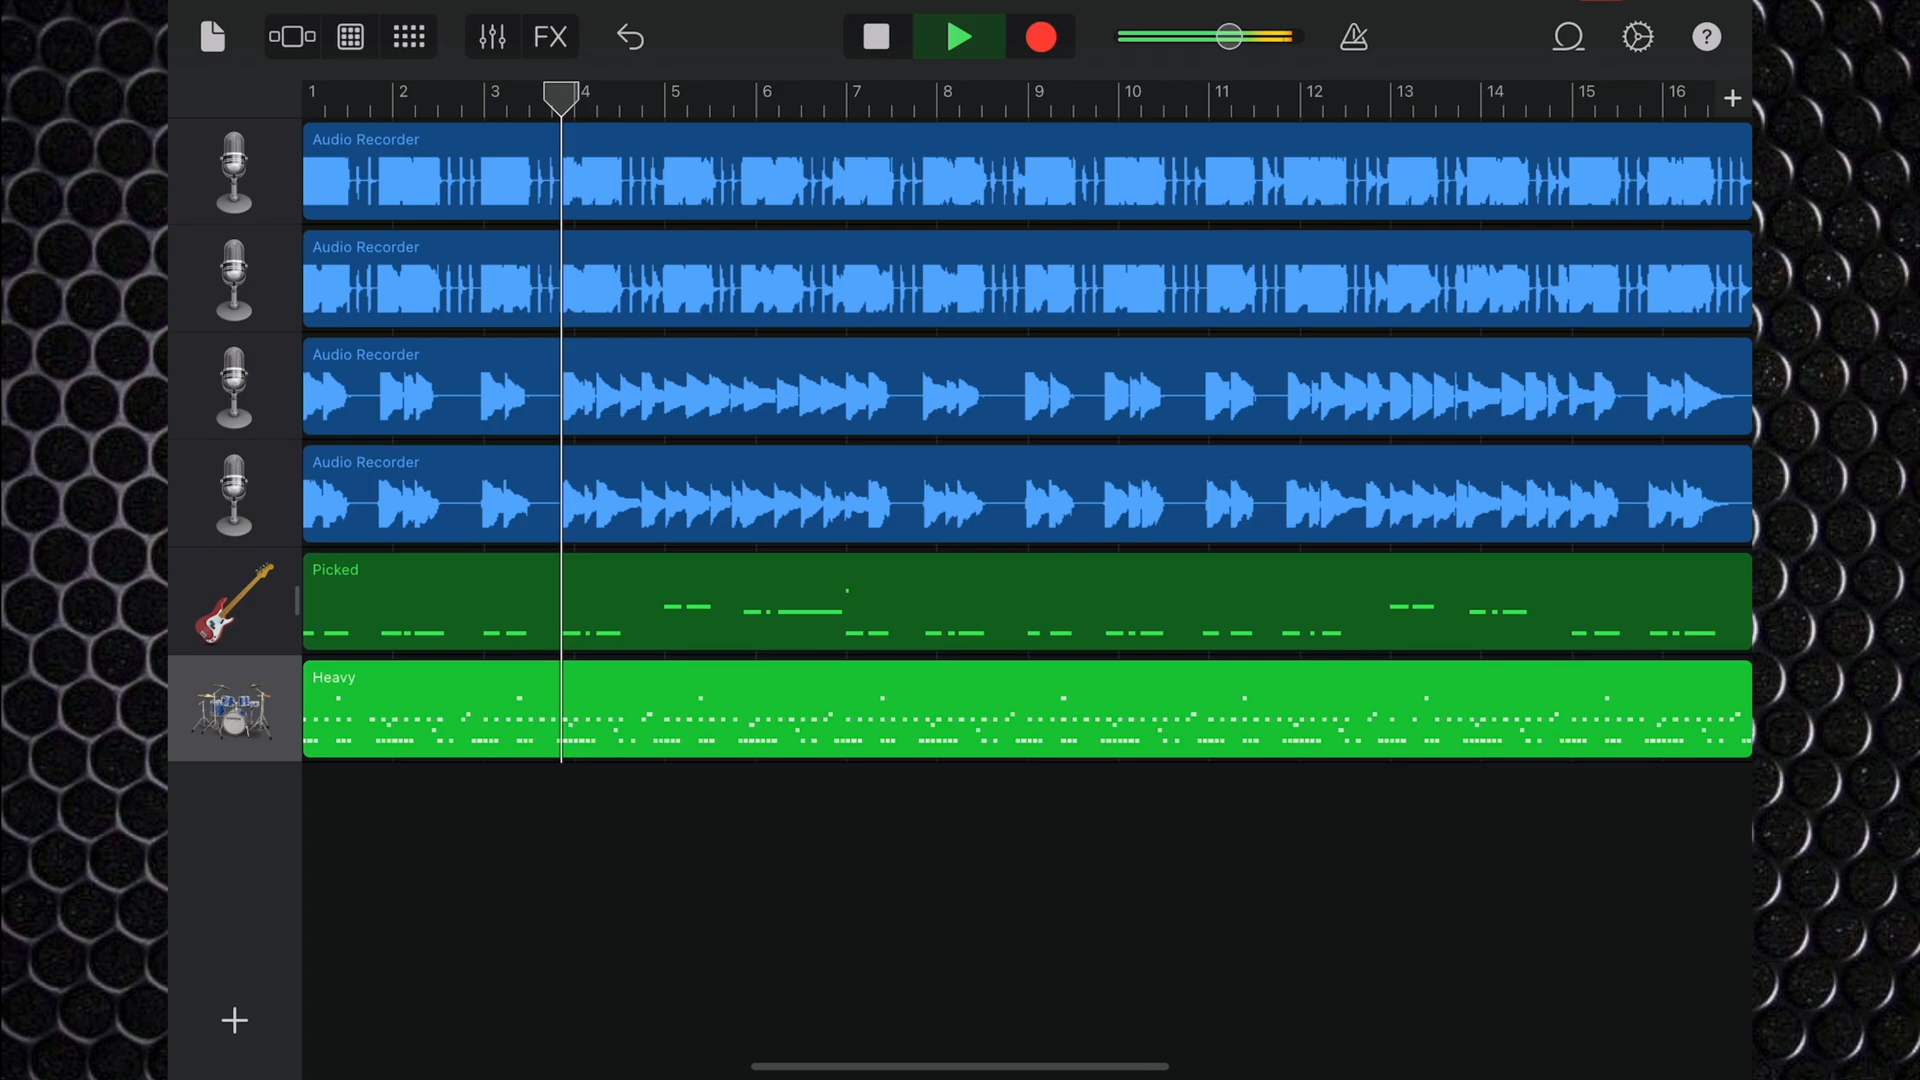 FX
?
1 2 3 4 5 6 7 8 9 10 11 12 13 14 15 16
Audio Recorder
Audio Recorder
Audio Recorder
Audio Recorder
Picked
Heavy